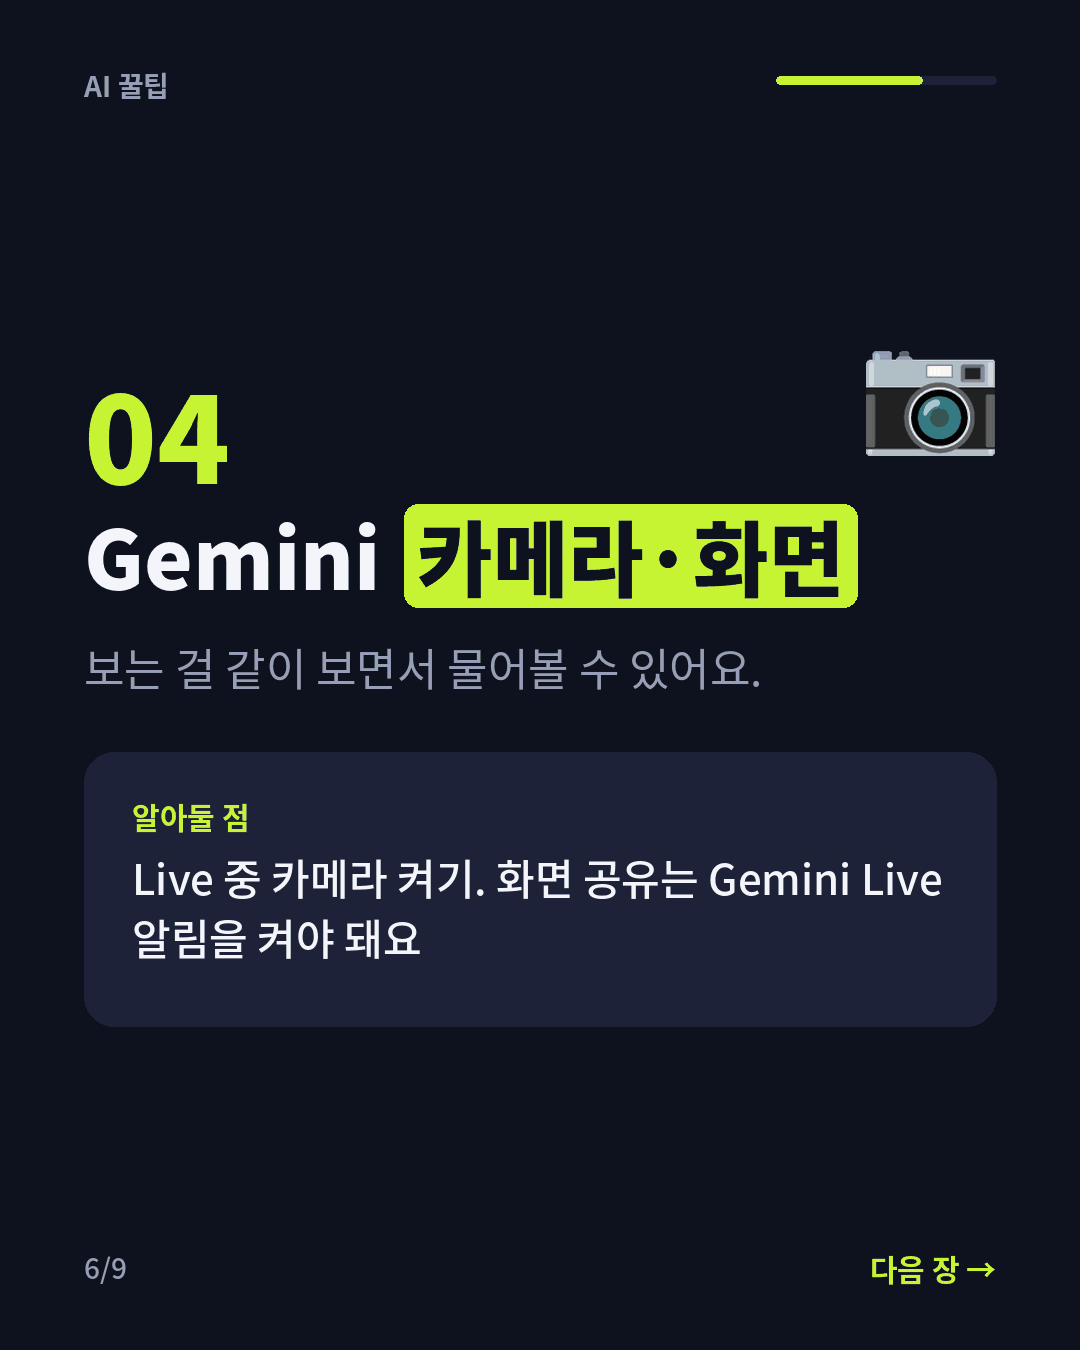 AI 꿀팁
04
Gemini 카메라·화면
보는 걸 같이 보면서 물어볼 수 있어요.
알아둘 점
Live 중 카메라 켜기. 화면 공유는 Gemini Live
알림을 켜야 돼요
6/9
다음 장 →